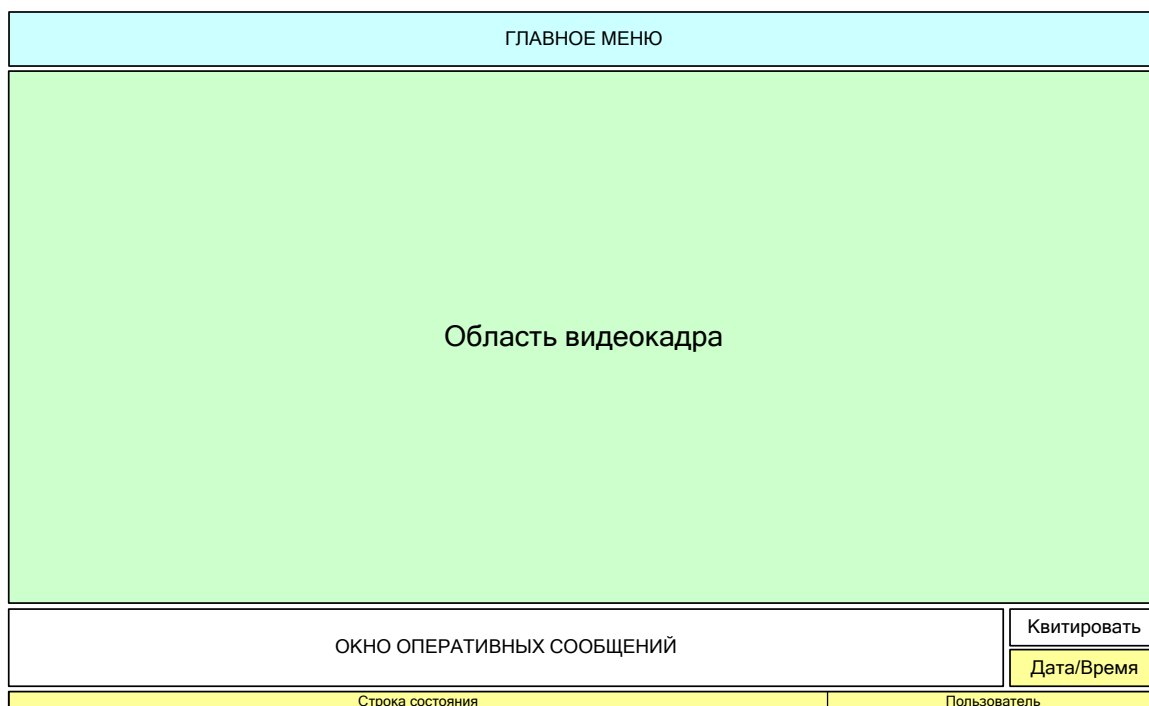 ГЛАВНОЕ МЕНЮ
Область видеокадра
ОКНО ОПЕРАТИВНЫХ СООБЩЕНИЙ
Квитировать
Дата/Время
Строка состояния
Пользователь